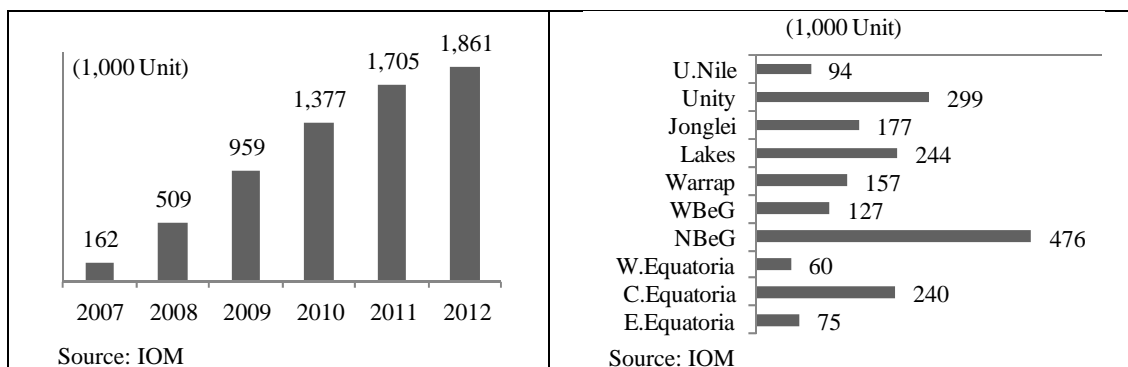 (1,000 Unit)
162
509
959
1,377
1,705
1,861
2007 2008 2009 2010 2011 2012
Source: IOM
(1,000 Unit)
U.Nile 94
Unity 299
Jonglei 177
Lakes 244
Warrap 157
WBeG 127
NBeG 476
W.Equatoria 60
C.Equatoria 240
E.Equatoria 75
Source: IOM